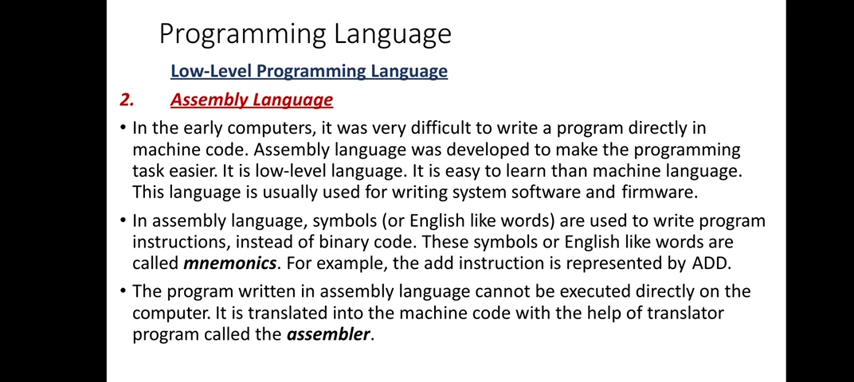 Programming Language
Low-Level Programming Language
2. Assembly Language
• In the early computers, it was very difficult to write a program directly in
machine code. Assembly language was developed to make the programming
task easier. It is low-level language. It is easy to learn than machine language.
This language is usually used for writing system software and firmware.
• In assembly language, symbols (or English like words) are used to write program
instructions, instead of binary code. These symbols or English like words are
called mnemonics. For example, the add instruction is represented by ADD.
• The program written in assembly language cannot be executed directly on the
computer. It is translated into the machine code with the help of translator
program called the assembler.